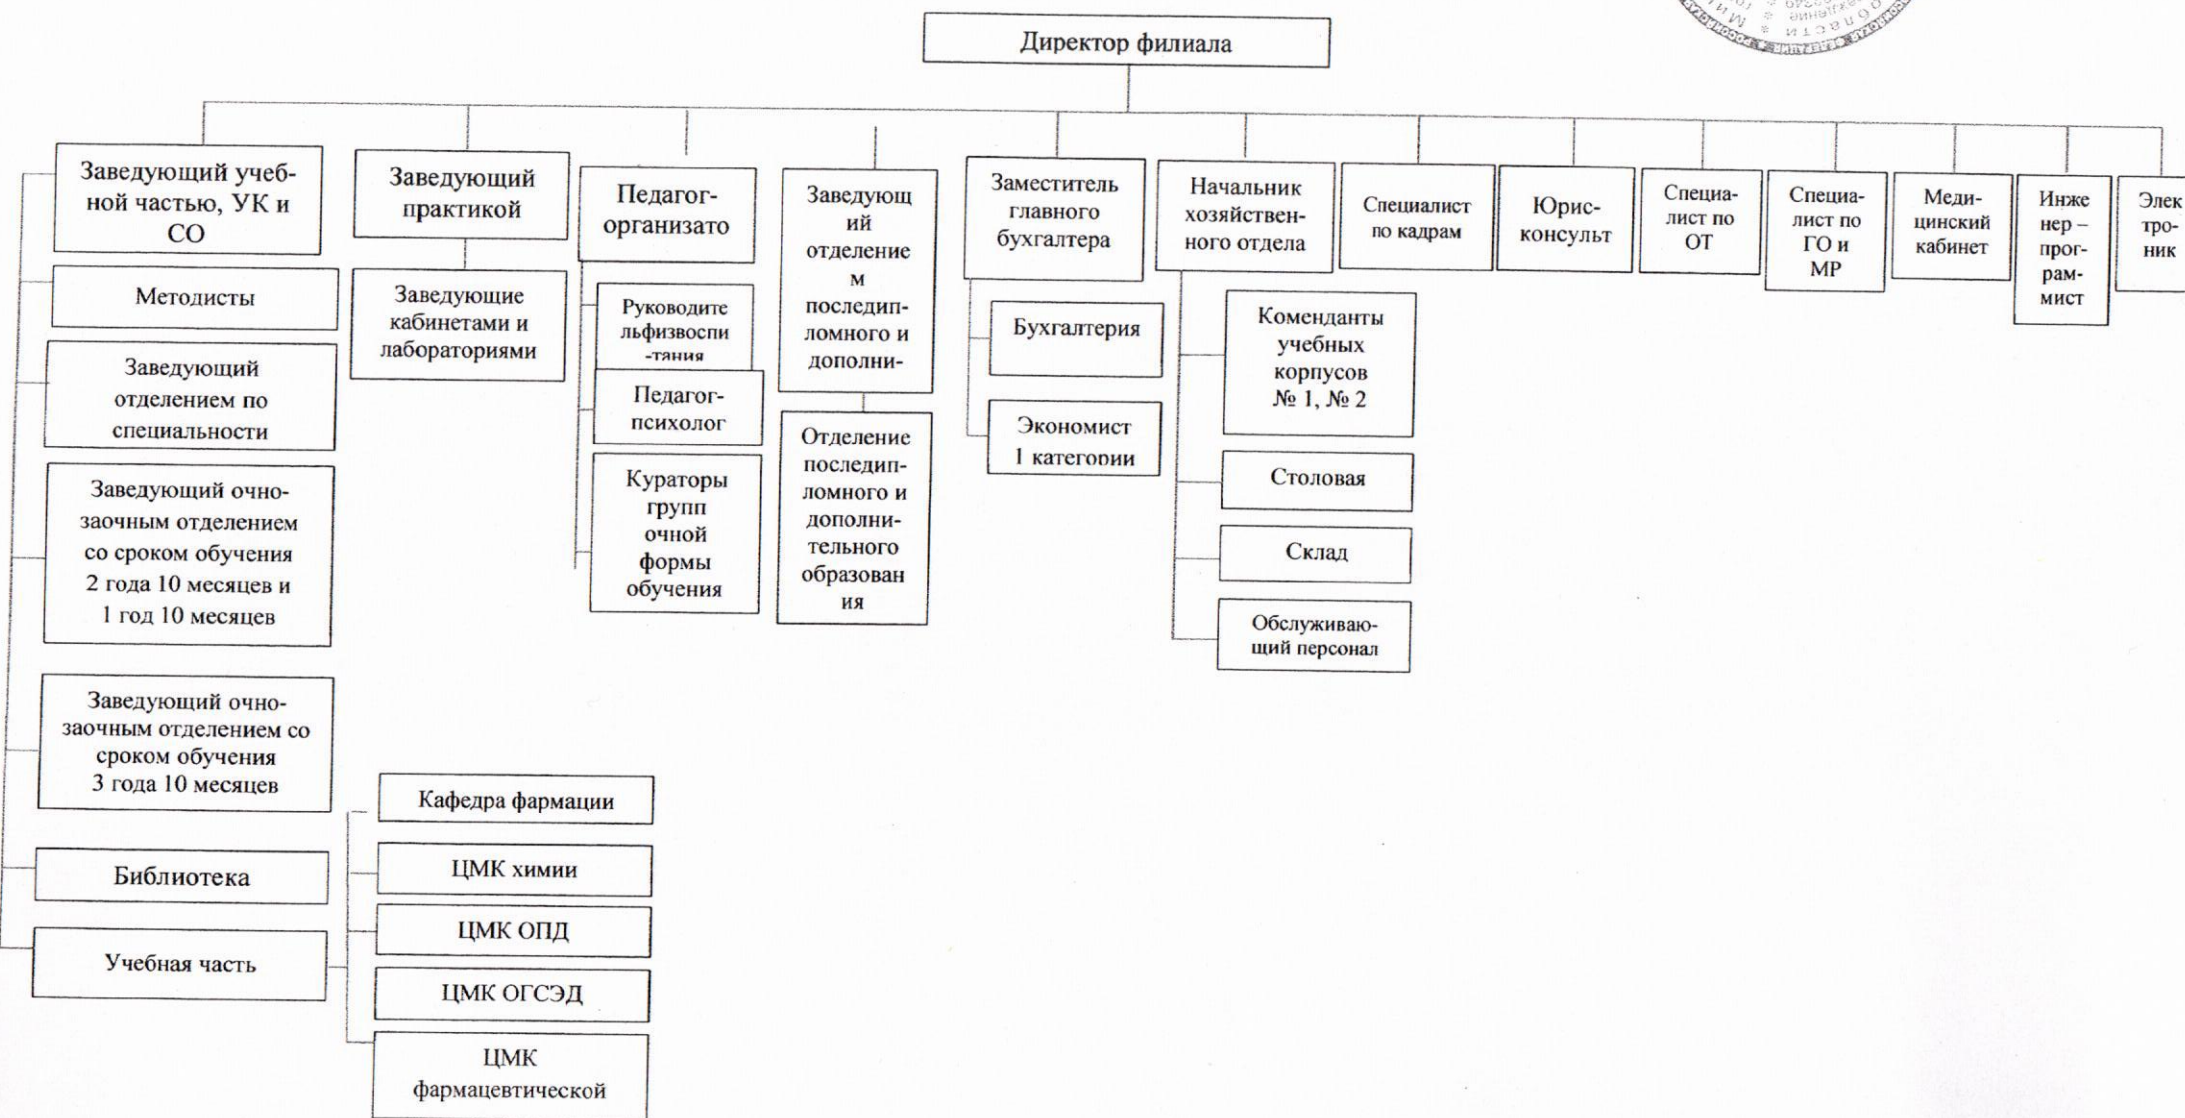 Директор филиала
Заведующий учеб-
ной частью, УК и
СО
Заведующий
практикой
Педагог-
организато
Заведующ
ий
отделение
м
последип-
ломного и
дополни-
Заместитель
главного
бухгалтера
Начальник
хозяйствен-
ного отдела
Специалист
по кадрам
Юрис-
консульт
Специа-
лист по
ОТ
Специа-
лист по
ГО и
МР
Меди-
цинский
кабинет
Инже
нер –
прог-
рам-
мист
Элек
тро-
ник
Методисты
Заведующий
отделением по
специальности
Заведующий очно-
заочным отделением
со сроком обучения
2 года 10 месяцев и
1 год 10 месяцев
Заведующий очно-
заочным отделением со
сроком обучения
3 года 10 месяцев
Библиотека
Учебная часть
Кафедра фармации
ЦМК химии
ЦМК ОПД
ЦМК ОГСЭД
ЦМК
фармацевтической
Заведующие
кабинетами и
лабораториями
Руководите
льфизвоспи
-тания
Педагог-
психолог
Кураторы
групп
очной
формы
обучения
Отделение
последип-
ломного и
дополни-
тельного
образован
ия
Бухгалтерия
Экономист
1 категории
Коменданты
учебных
корпусов
№ 1, № 2
Столовая
Склад
Обслуживаю-
щий персонал